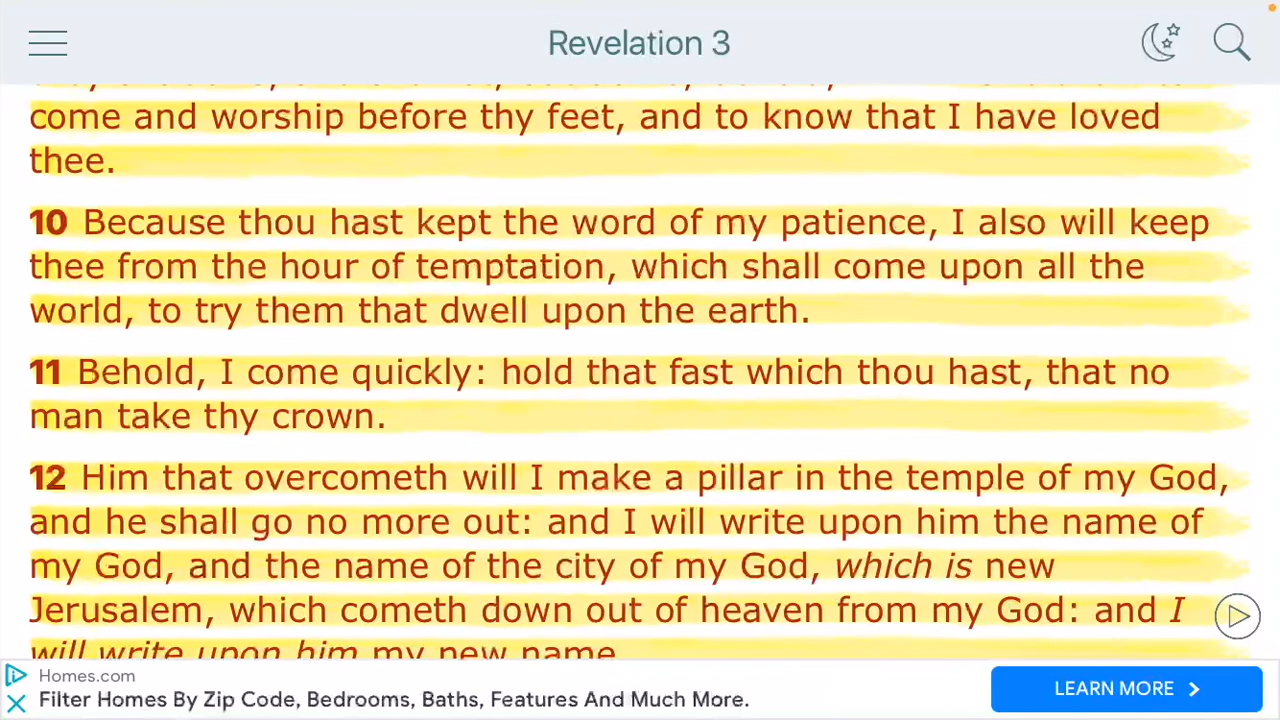 Revelation 3
come and worship before thy feet, and to know that I have loved
thee.
10 Because thou hast kept the word of my patience, I also will keep
thee from the hour of temptation, which shall come upon all the
world, to try them that dwell upon the earth.
11 Behold, I come quickly: hold that fast which thou hast, that no
man take thy crown.
12 Him that overcometh will I make a pillar in the temple of my God,
and he shall go no more out: and I will write upon him the name of
my God, and the name of the city of my God, which is new
Jerusalem, which cometh down out of heaven from my God: and I
will write upon him my new name.
Homes.com
Filter Homes By Zip Code, Bedrooms, Baths, Features And Much More.
LEARN MORE